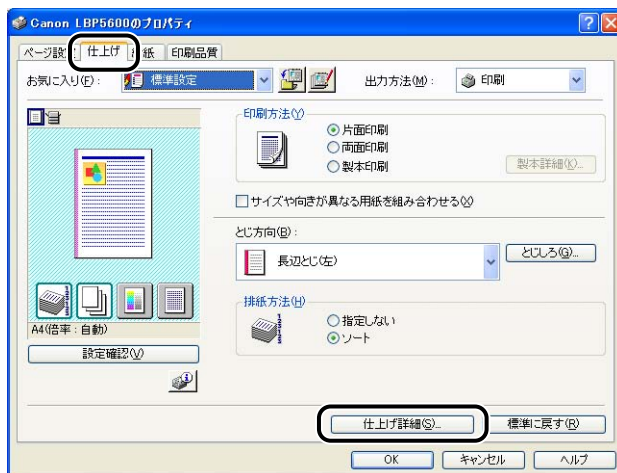 Canon LBP5600のプロパティ
ページ設定 仕上げ 給紙 印刷品質
お気に入り(F): 標準設定 出力方法(M): 印刷
印刷方法(Y)
片面印刷
両面印刷
製本印刷 製本詳細(K)...
サイズや向きが異なる用紙を組み合わせる(X)
とじ方向(B):
長辺とじ(左) とじしろ(G)...
排紙方法(H)
指定しない
ソート
A4(倍率:自動)
設定確認(V)
仕上げ詳細(S)... 標準に戻す(R)
OK キャンセル ヘルプ